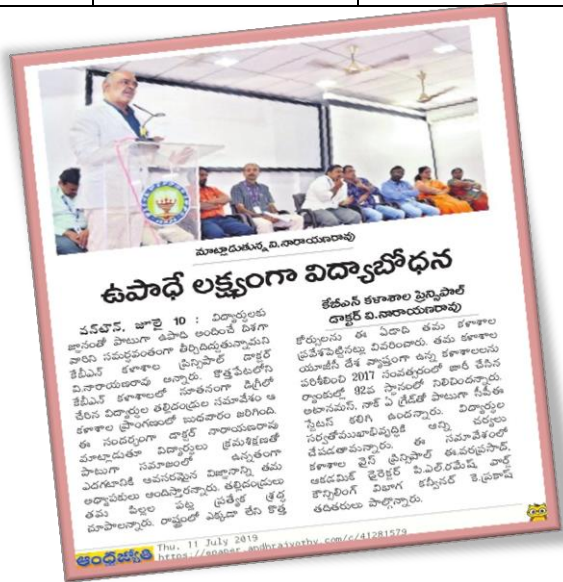 మాట్లాడుతున్న వి.నారాయణరావు
ఉపాధే లక్ష్యంగా విద్యాబోధన
వన్‌టౌన్, జూలై 10 : విద్యార్థులకు
జ్ఞానంతో పాటుగా ఉపాధి అందించే దిశగా
వారిని సమర్థవంతంగా తీర్చిదిద్దుతున్నామని
కేబీఎన్ కళాశాల ప్రిన్సిపాల్ డాక్టర్
వి.నారాయణరావు అన్నారు. కొత్తపేటలోని
కేబీఎన్ కళాశాలలో నూతనంగా డిగ్రీలో
చేరిన విద్యార్థుల తల్లిదండ్రుల సమావేశం ఆ
కళాశాల ప్రాంగణంలో బుధవారం జరిగింది.
ఈ సందర్భంగా డాక్టర్ నారాయణరావు
మాట్లాడుతూ విద్యార్థులు క్రమశిక్షణతో
పాటుగా సమాజంలో ఉన్నతంగా
ఎదగటానికి అవసరమైన విజ్ఞానాన్ని తమ
అధ్యాపకులు అందిస్తారన్నారు. తల్లిదండ్రులు
తమ పిల్లల పట్ల ప్రత్యేక శ్రద్ధ
చూపాలన్నారు. రాష్ట్రంలో ఎక్కడా లేని కొత్త
కేబీఎన్ కళాశాల ప్రిన్సిపాల్
డాక్టర్ వి.నారాయణరావు
కోర్సులను ఈ ఏడాది తమ కళాశాల
ప్రవేశపెట్టినట్లు వివరించారు. తమ కళాశాల
యూజీసీ దేశ వ్యాప్తంగా ఉన్న కళాశాలలను
పరిశీలించి 2017 సంవత్సరంలో జారీ చేసిన
ర్యాంకుల్లో 92వ స్థానంలో నిలిచిందన్నారు.
అటానమస్, నాక్ ఏ గ్రేడ్‌తో పాటుగా సీపీఈ
స్టేటస్ కలిగి ఉందన్నారు. విద్యార్థుల
సర్వతోముఖాభివృద్ధికి అన్ని చర్యలు
చేపడతామన్నారు. ఈ సమావేశంలో
కళాశాల వైస్ ప్రిన్సిపాల్ ఈ.వరప్రసాద్,
అకడమిక్ డైరెక్టర్ పి.ఎల్.రమేష్, వార్డ్
కౌన్సిలింగ్ విభాగ కన్వీనర్ కె.ప్రకాష్
తదితరులు పాల్గొన్నారు.
ఆంధ్రజ్యోతి Thu, 11 July 2019
https://epaper.andhrajyothy.com/c/41281579